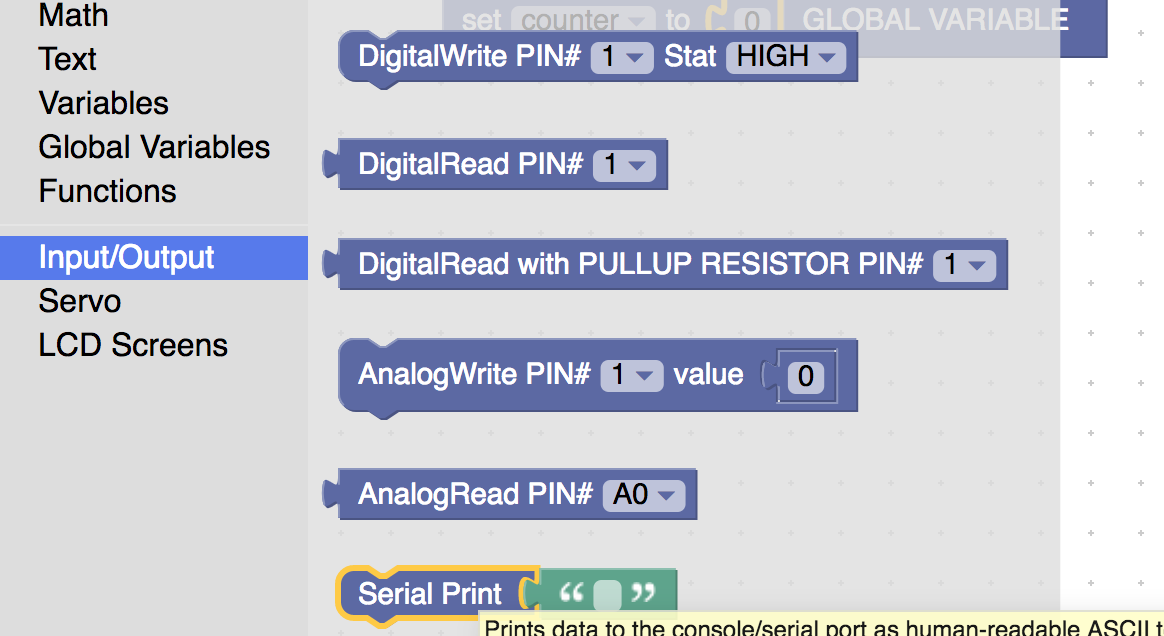 Math
Text
Variables
Global Variables
Functions
Input/Output
Servo
LCD Screens
set counter to 0 GLOBAL VARIABLE
DigitalWrite PIN# 1 Stat HIGH
DigitalRead PIN# 1
DigitalRead with PULLUP RESISTOR PIN# 1
AnalogWrite PIN# 1 value 0
AnalogRead PIN# A0
Serial Print “ ”
Prints data to the console/serial port as human-readable ASCII t